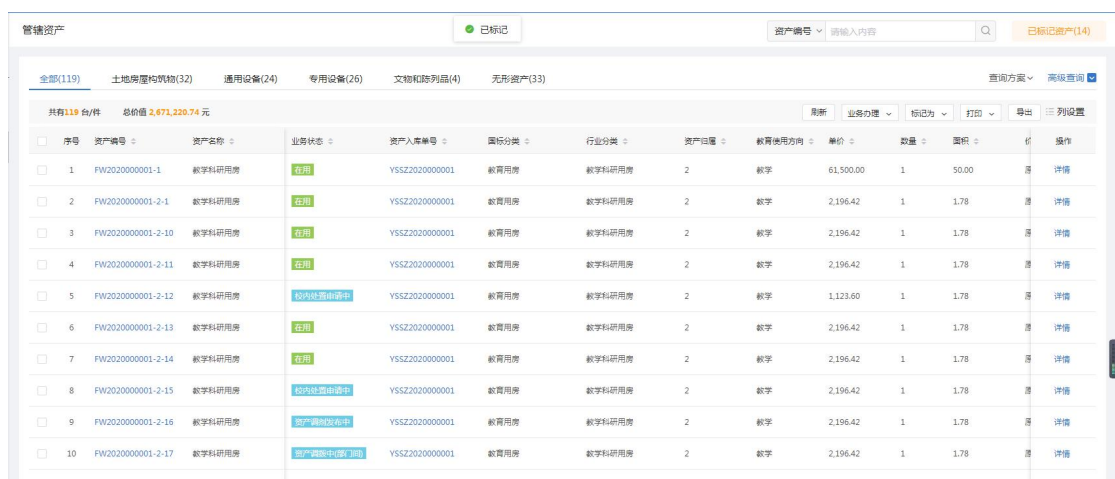 管辖资产 已标记 资产编号 请输入内容 已标记资产(14)
全部(119) 土地房屋构筑物(32) 通用设备(24) 专用设备(26) 文物和陈列品(4) 无形资产(33) 查询方案 高级查询
共有119 台/件 总价值 2,671,220.74 元 刷新 业务办理 标记为 打印 导出 列设置
序号 资产编号 资产名称 业务状态 资产入库单号 国标分类 行业分类 资产归属 教育使用方向 单价 数量 面积 操作
1 FW2020000001-1 教学科研用房 在用 YSSZ2020000001 教育用房 教学科研用房 2 教学 61,500.00 1 50.00 详情
2 FW2020000001-2-1 教学科研用房 在用 YSSZ2020000001 教育用房 教学科研用房 2 教学 2,196.42 1 1.78 详情
3 FW2020000001-2-10 教学科研用房 在用 YSSZ2020000001 教育用房 教学科研用房 2 教学 2,196.42 1 1.78 详情
4 FW2020000001-2-11 教学科研用房 在用 YSSZ2020000001 教育用房 教学科研用房 2 教学 2,196.42 1 1.78 详情
5 FW2020000001-2-12 教学科研用房 校内处置申请中 YSSZ2020000001 教育用房 教学科研用房 2 教学 1,123.60 1 1.78 详情
6 FW2020000001-2-13 教学科研用房 在用 YSSZ2020000001 教育用房 教学科研用房 2 教学 2,196.42 1 1.78 详情
7 FW2020000001-2-14 教学科研用房 在用 YSSZ2020000001 教育用房 教学科研用房 2 教学 2,196.42 1 1.78 详情
8 FW2020000001-2-15 教学科研用房 校内处置申请中 YSSZ2020000001 教育用房 教学科研用房 2 教学 2,196.42 1 1.78 详情
9 FW2020000001-2-16 教学科研用房 资产调剂发布中 YSSZ2020000001 教育用房 教学科研用房 2 教学 2,196.42 1 1.78 详情
10 FW2020000001-2-17 教学科研用房 资产调拨中(部门间) YSSZ2020000001 教育用房 教学科研用房 2 教学 2,196.42 1 1.78 详情